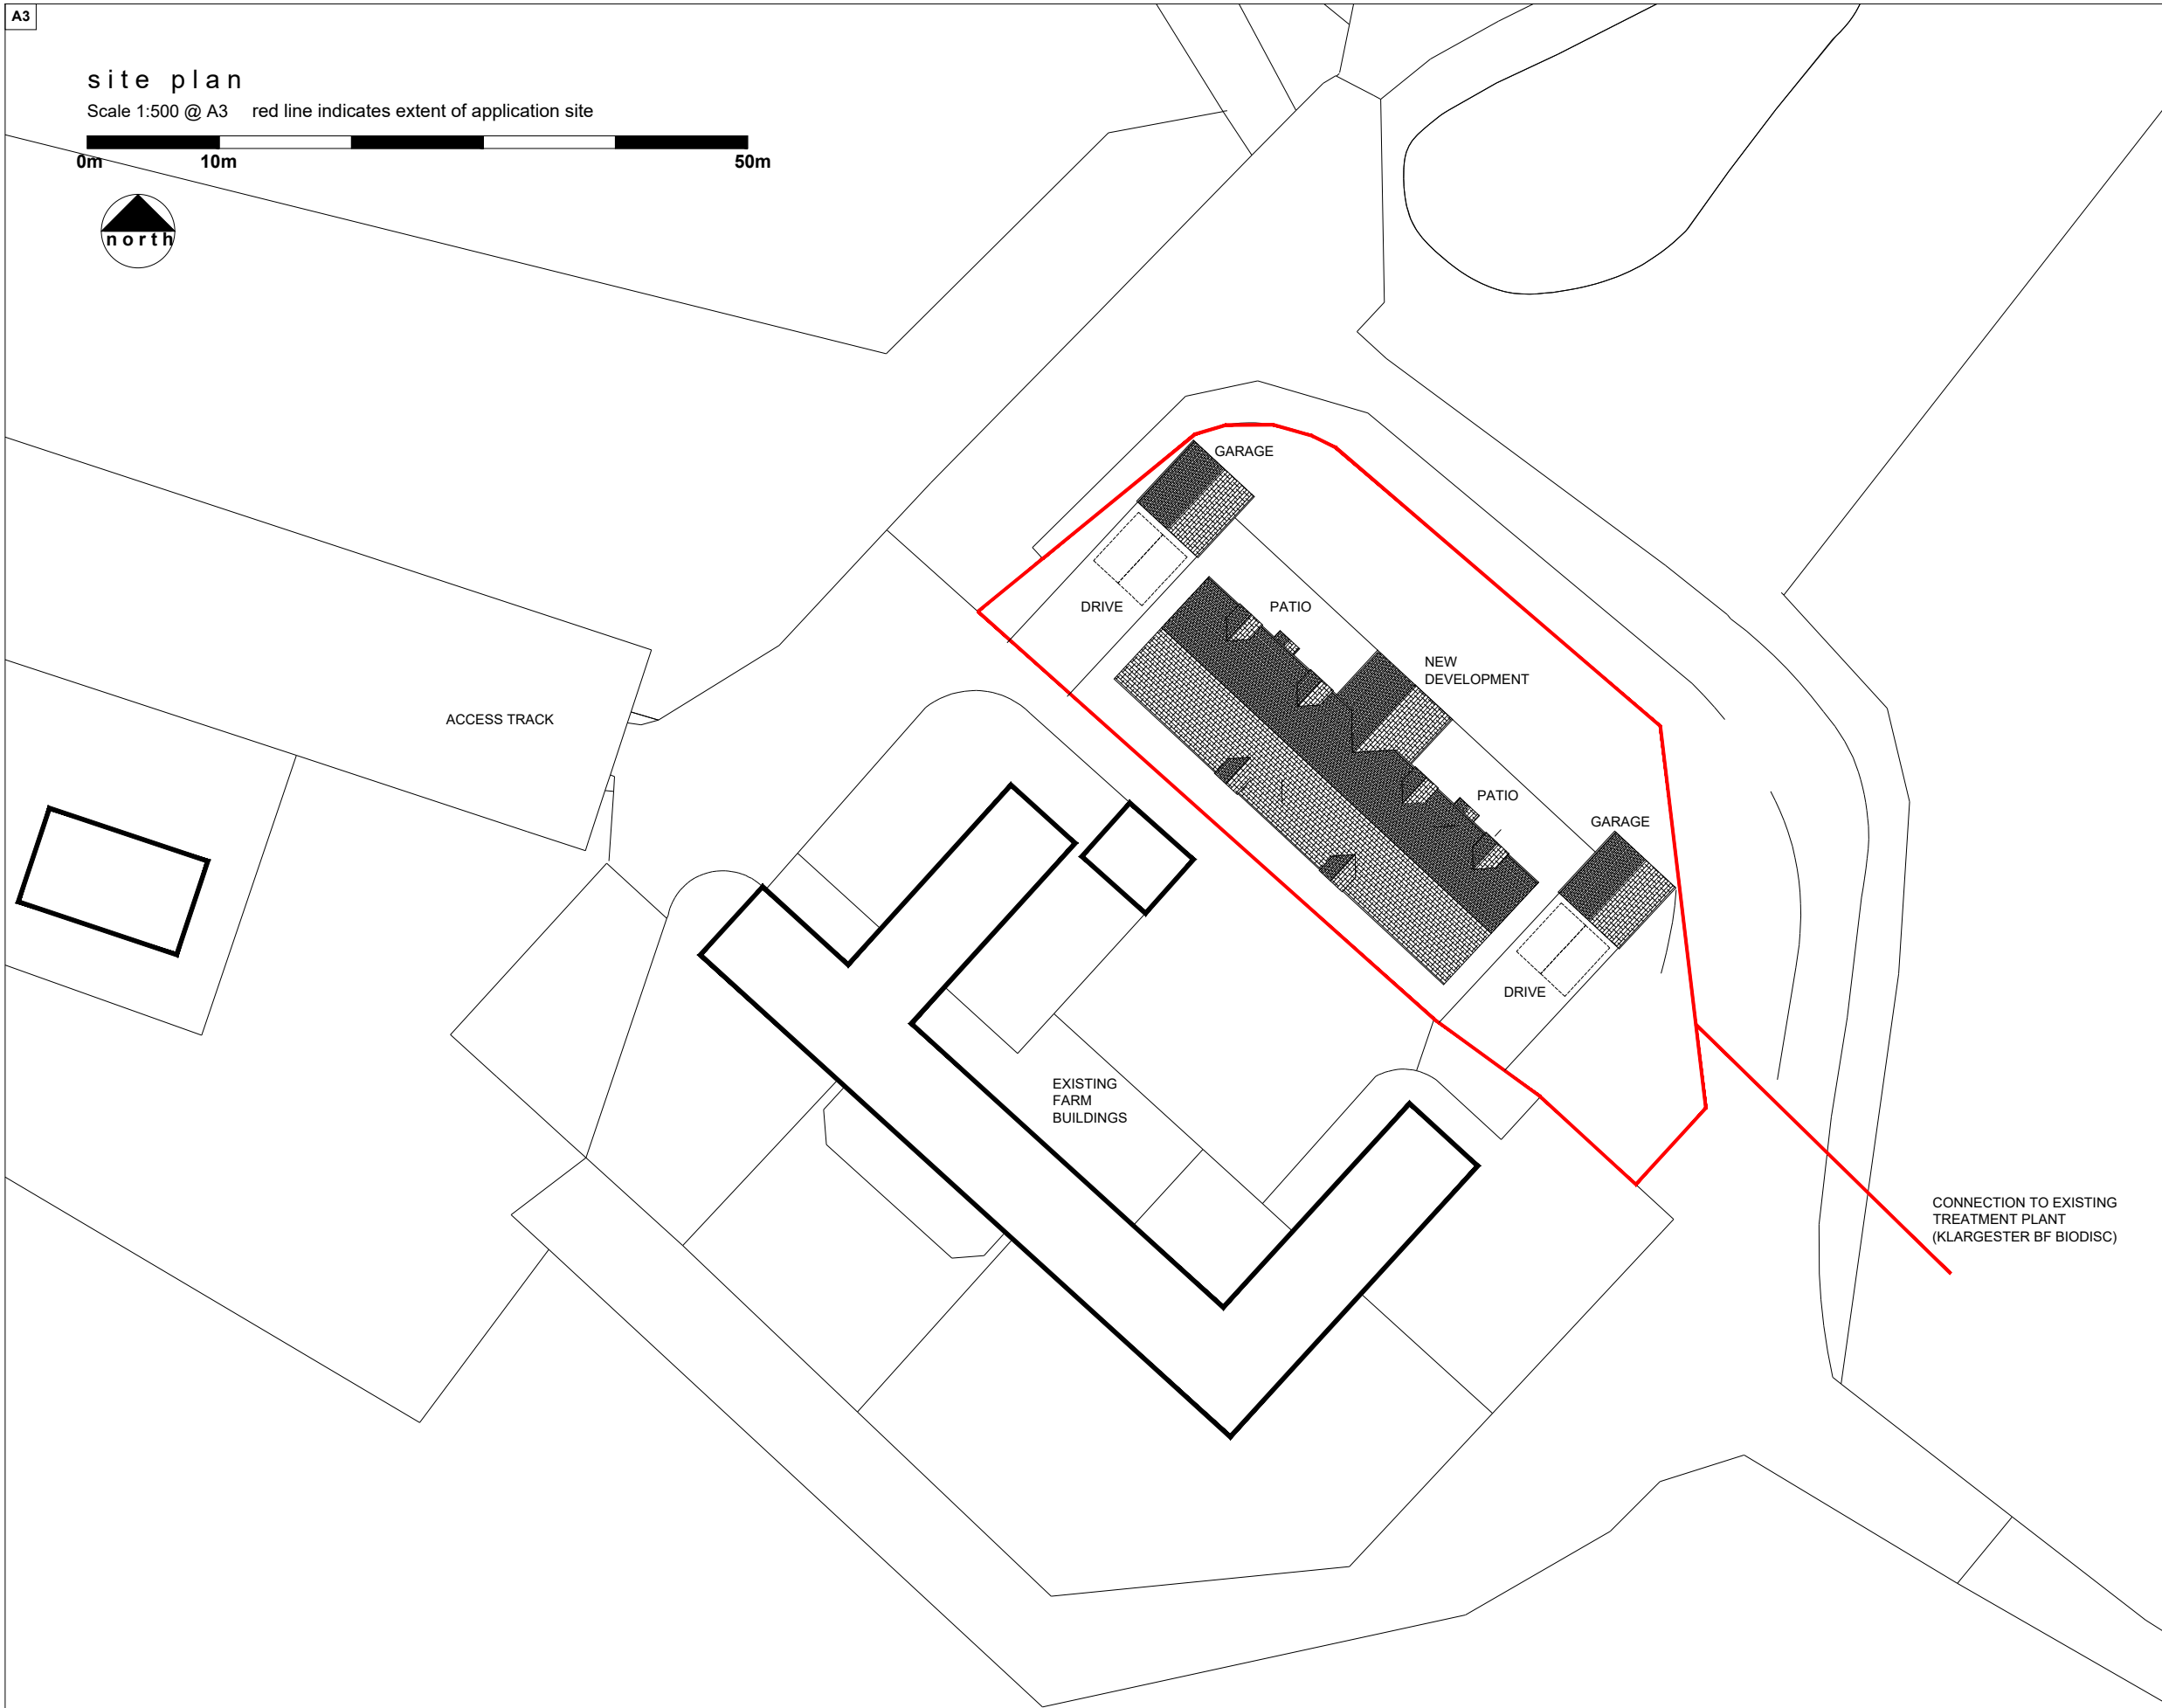 A3
site plan
Scale 1:500 @ A3 red line indicates extent of application site
0m 10m 50m
north
GARAGE
DRIVE
PATIO
NEW
DEVELOPMENT
ACCESS TRACK
PATIO
GARAGE
DRIVE
EXISTING
FARM
BUILDINGS
CONNECTION TO EXISTING
TREATMENT PLANT
(KLARGESTER BF BIODISC)